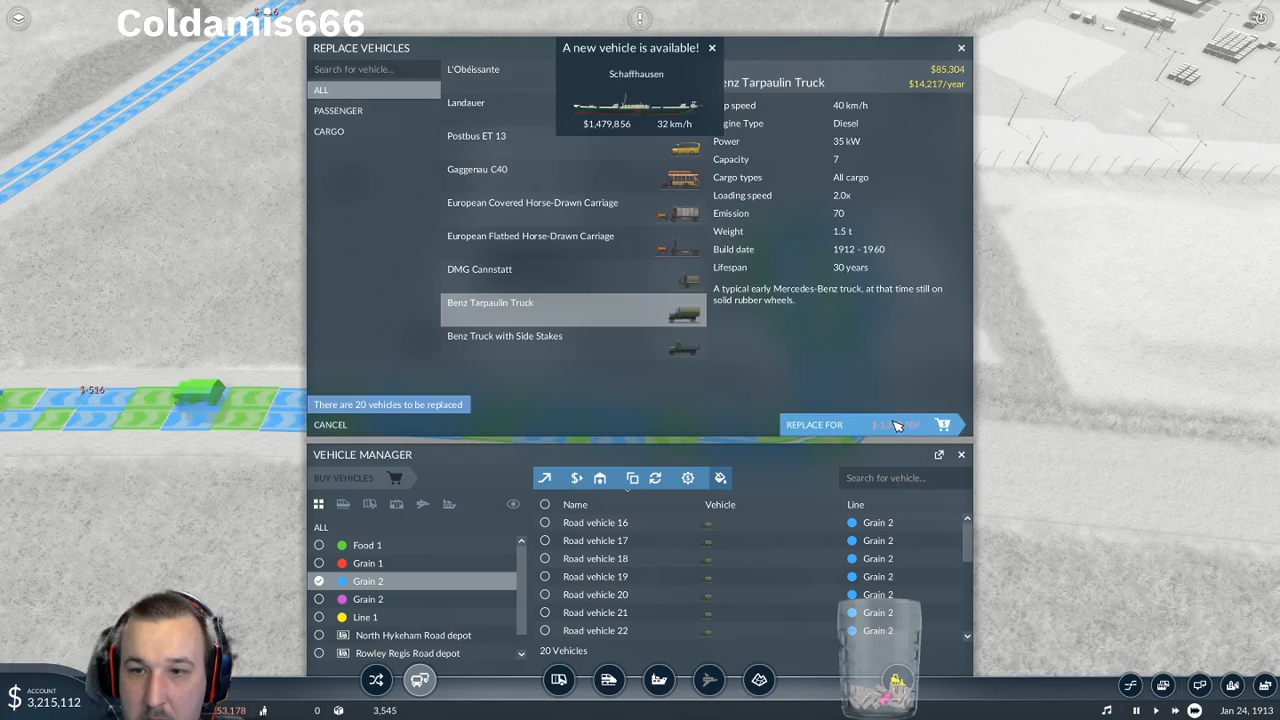 Coldamis666
REPLACE VEHICLES
A new vehicle is available!
Schaffhausen
$1,479,856 32 km/h
Search for vehicle...
ALL
PASSENGER
CARGO
L'Obéissante
Landauer
Postbus ET 13
Gaggenau C40
European Covered Horse-Drawn Carriage
European Flatbed Horse-Drawn Carriage
DMG Cannstatt
Benz Tarpaulin Truck
Benz Truck with Side Stakes
enz Tarpaulin Truck
$85,304
$14,217/year
p speed 40 km/h
ngine Type Diesel
Power 35 kW
Capacity 7
Cargo types All cargo
Loading speed 2.0x
Emission 70
Weight 1.5 t
Build date 1912 - 1960
Lifespan 30 years
A typical early Mercedes-Benz truck, at that time still on
solid rubber wheels.
$-516
There are 20 vehicles to be replaced
CANCEL
REPLACE FOR
VEHICLE MANAGER
BUY VEHICLES
Search for vehicle...
ALL
Food 1
Grain 1
Grain 2
Grain 2
Line 1
North Hykeham Road depot
Rowley Regis Road depot
Name Vehicle Line
Road vehicle 16 Grain 2
Road vehicle 17 Grain 2
Road vehicle 18 Grain 2
Road vehicle 19 Grain 2
Road vehicle 20 Grain 2
Road vehicle 21 Grain 2
Road vehicle 22 Grain 2
20 Vehicles
$ ACCOUNT
3,215,112
53,178
0
3,545
Jan 24, 1913